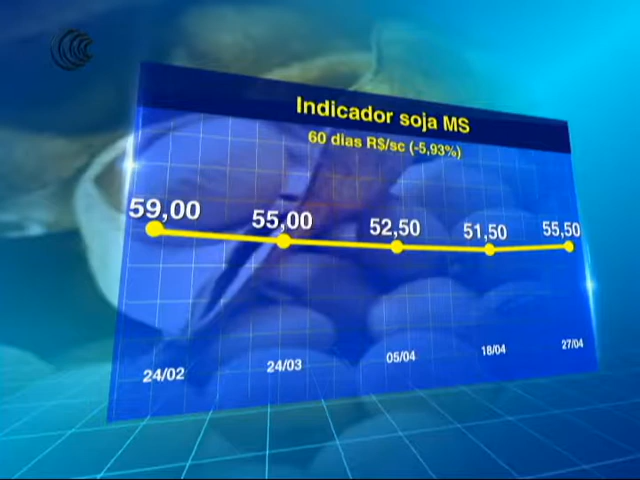 Indicador soja MS
60 dias R$/sc (-5,93%)
59,00 55,00 52,50 51,50 55,50
24/02 24/03 05/04 18/04 27/04